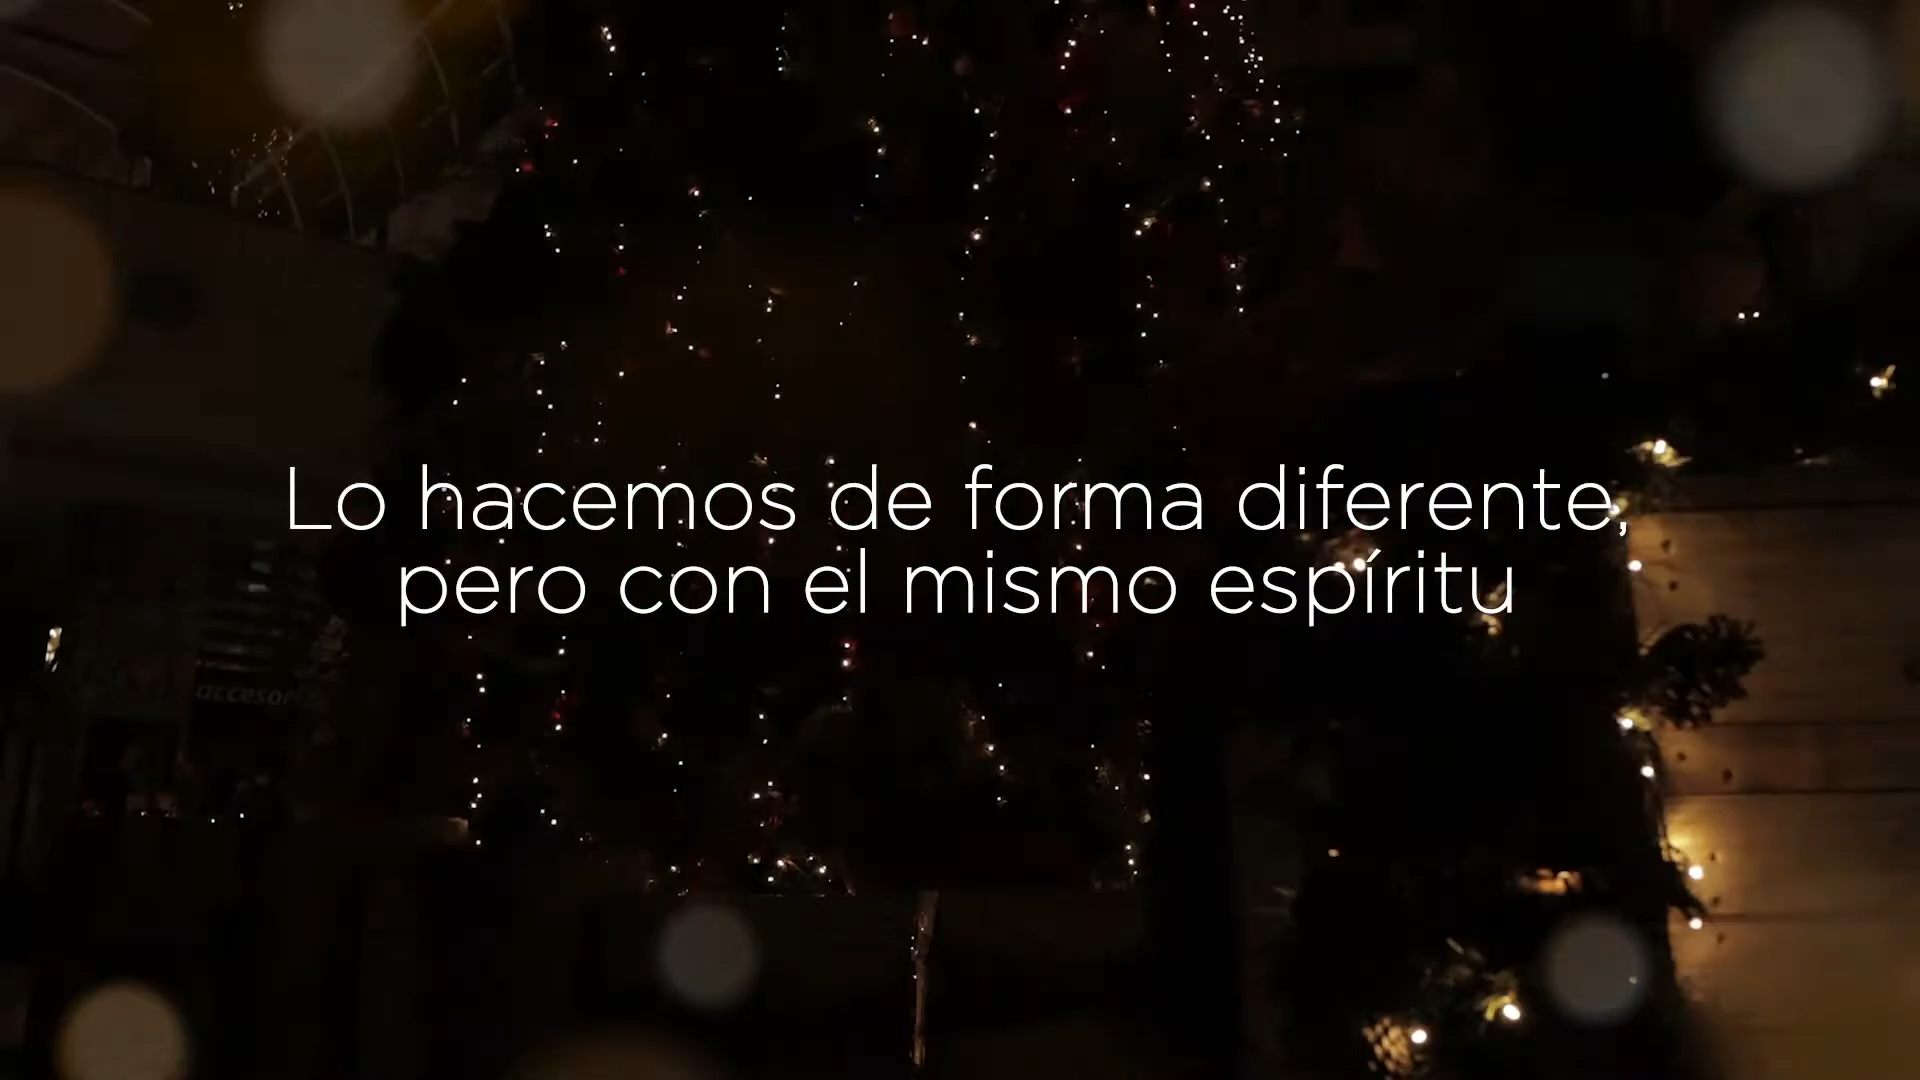 Lo hacemos de forma diferente,
pero con el mismo espíritu